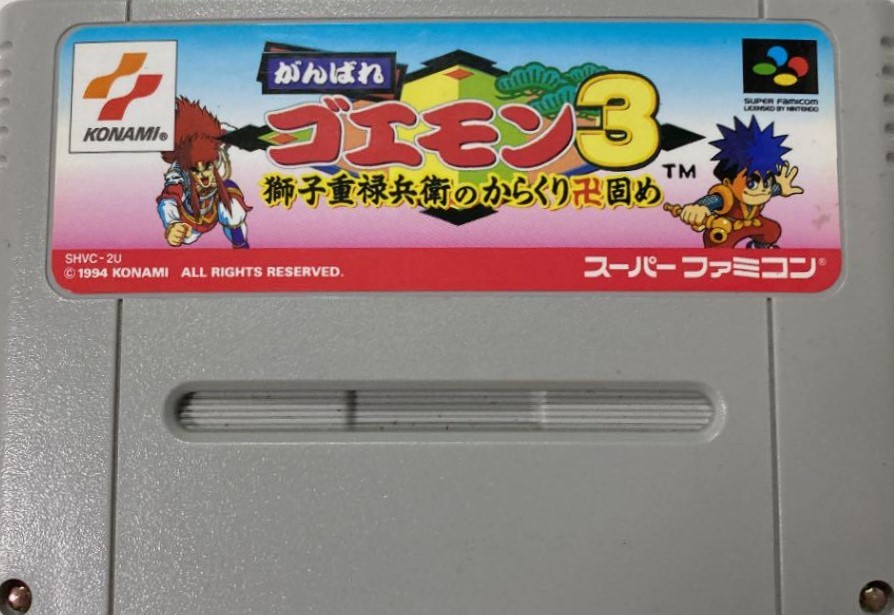 KONAMI®
がんばれ
ゴエモン3
TM
獅子重禄兵衛のからくり卍固め
SUPER Famicom
LICENSED BY NINTENDO
SHVC-2U
© 1994 KONAMI ALL RIGHTS RESERVED.
スーパーファミコン®